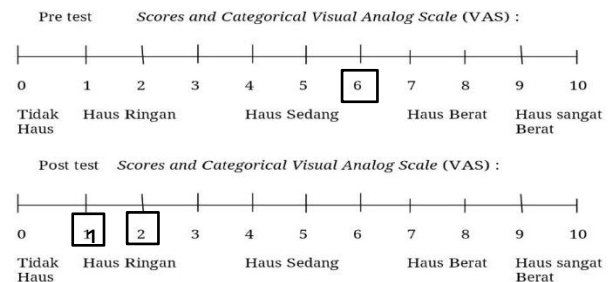 Pre test Scores and Categorical Visual Analog Scale (VAS) :
0 1 2 3 4 5 6 7 8 9 10
Tidak Haus Ringan Haus Sedang Haus Berat Haus sangat
Haus Berat
Post test Scores and Categorical Visual Analog Scale (VAS) :
0 1 2 3 4 5 6 7 8 9 10
Tidak Haus Ringan Haus Sedang Haus Berat Haus sangat
Haus Berat